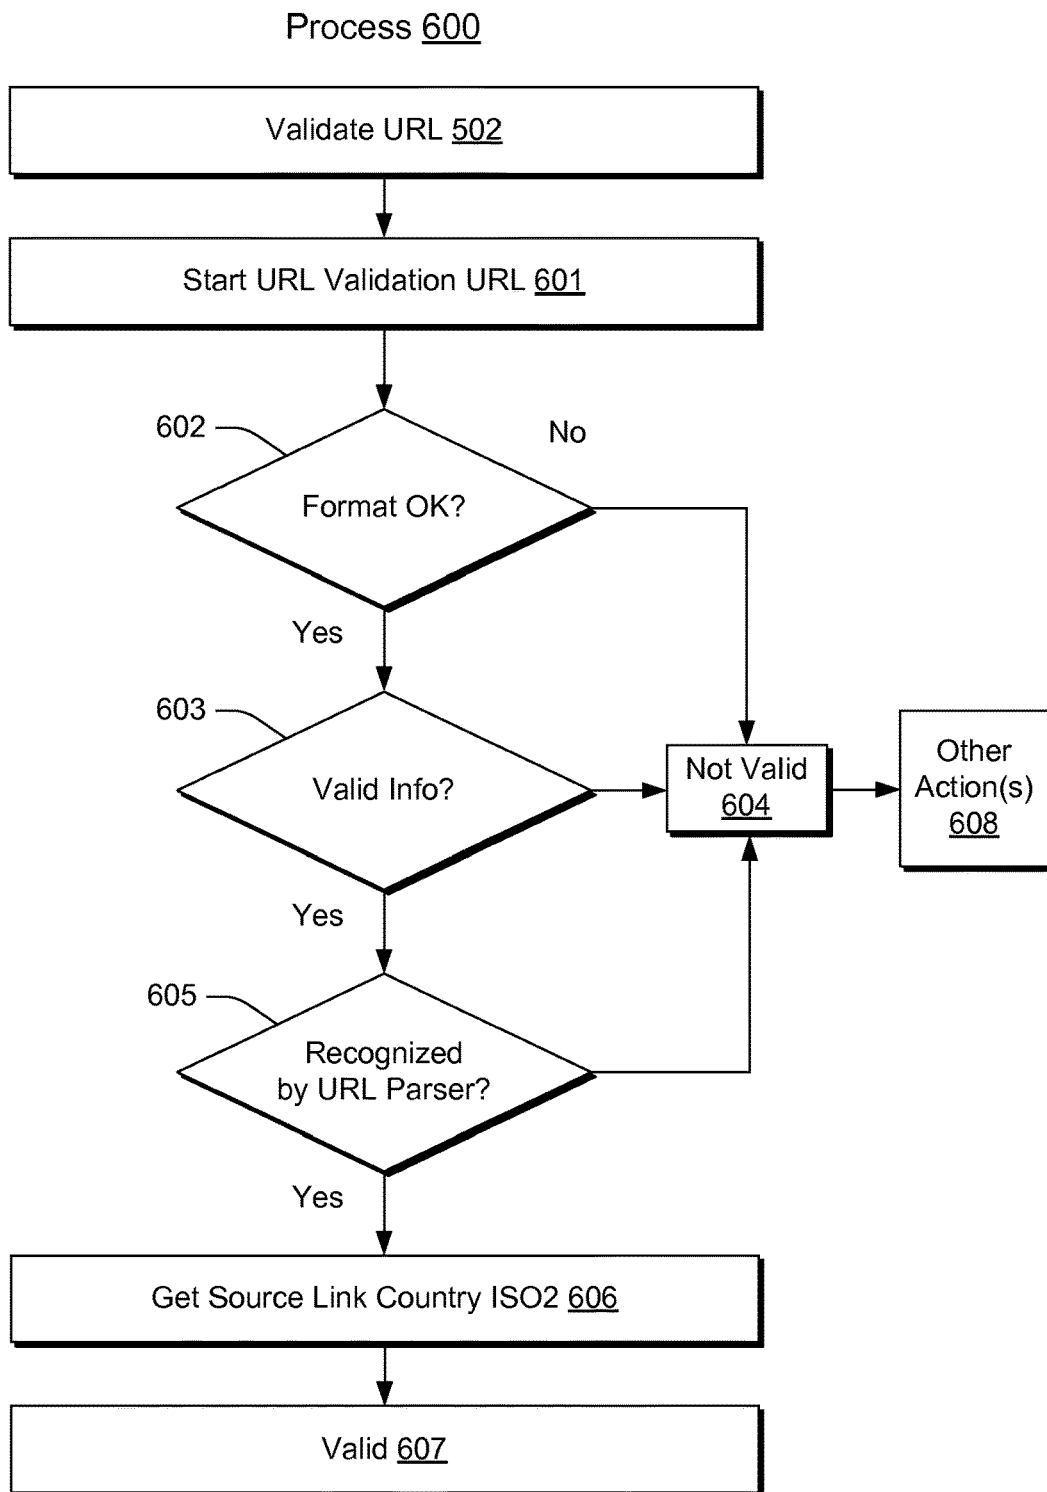 Process 600
Validate URL 502
Start URL Validation URL 601
602
No
Format OK?
Yes
603
Valid Info?
Not Valid
604
Other
Action(s)
608
Yes
605
Recognized
by URL Parser?
Yes
Get Source Link Country ISO2 606
Valid 607